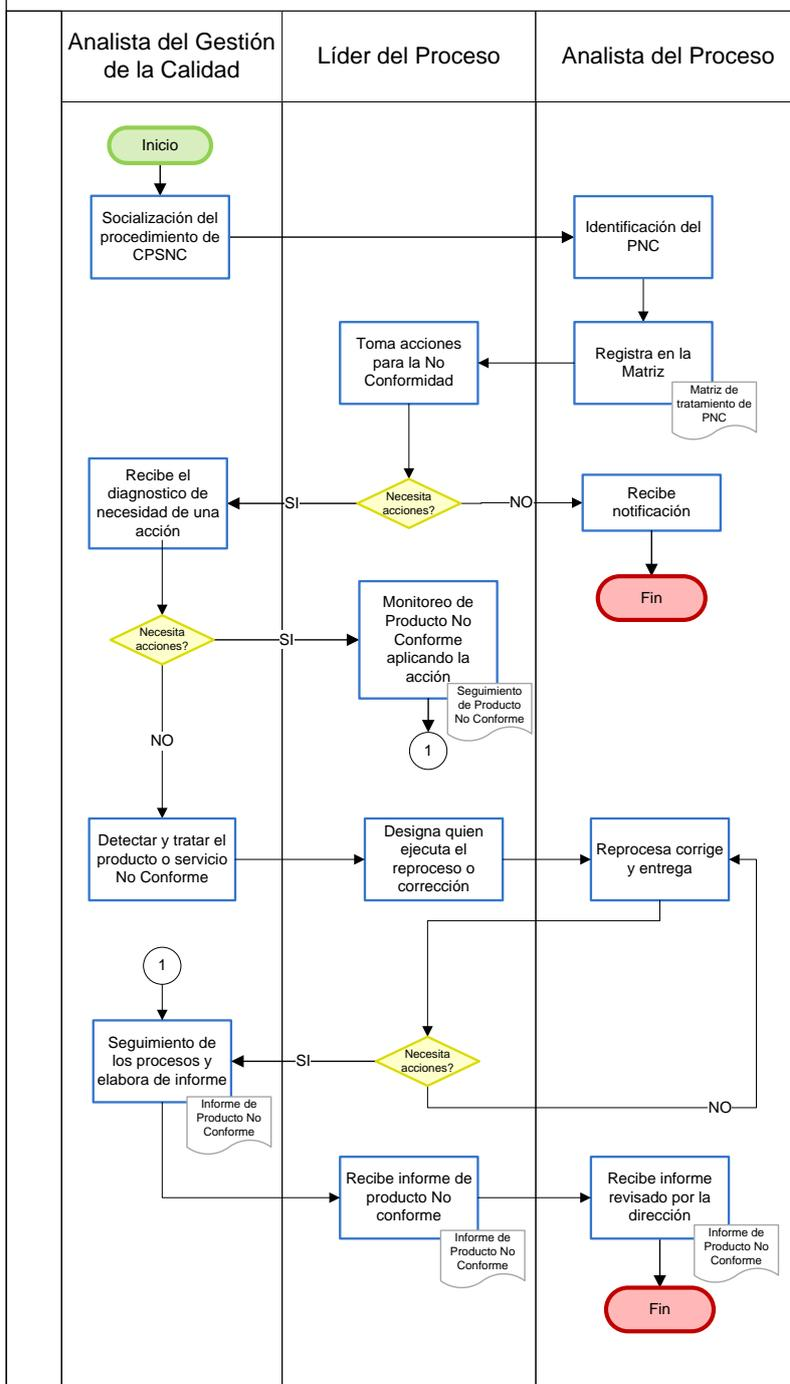 Analista del Gestión
de la Calidad
Líder del Proceso
Analista del Proceso
Inicio
Socialización del
procedimiento de
CPSNC
Identificación del
PNC
Toma acciones
para la No
Conformidad
Registra en la
Matriz
Matriz de
tratamiento de
PNC
Recibe el
diagnostico de
necesidad de una
acción
SI
Necesita
acciones?
NO
Recibe
notificación
Fin
Necesita
acciones?
SI
Monitoreo de
Producto No
Conforme
aplicando la
acción
Seguimiento
de Producto
No Conforme
1
NO
Detectar y tratar el
producto o servicio
No Conforme
Designa quien
ejecuta el
reproceso o
corrección
Reprocesa corrige
y entrega
1
Seguimiento de
los procesos y
elabora de informe
Informe de
Producto No
Conforme
SI
Necesita
acciones?
NO
Recibe informe de
producto No
conforme
Informe de
Producto No
Conforme
Recibe informe
revisado por la
dirección
Informe de
Producto No
Conforme
Fin